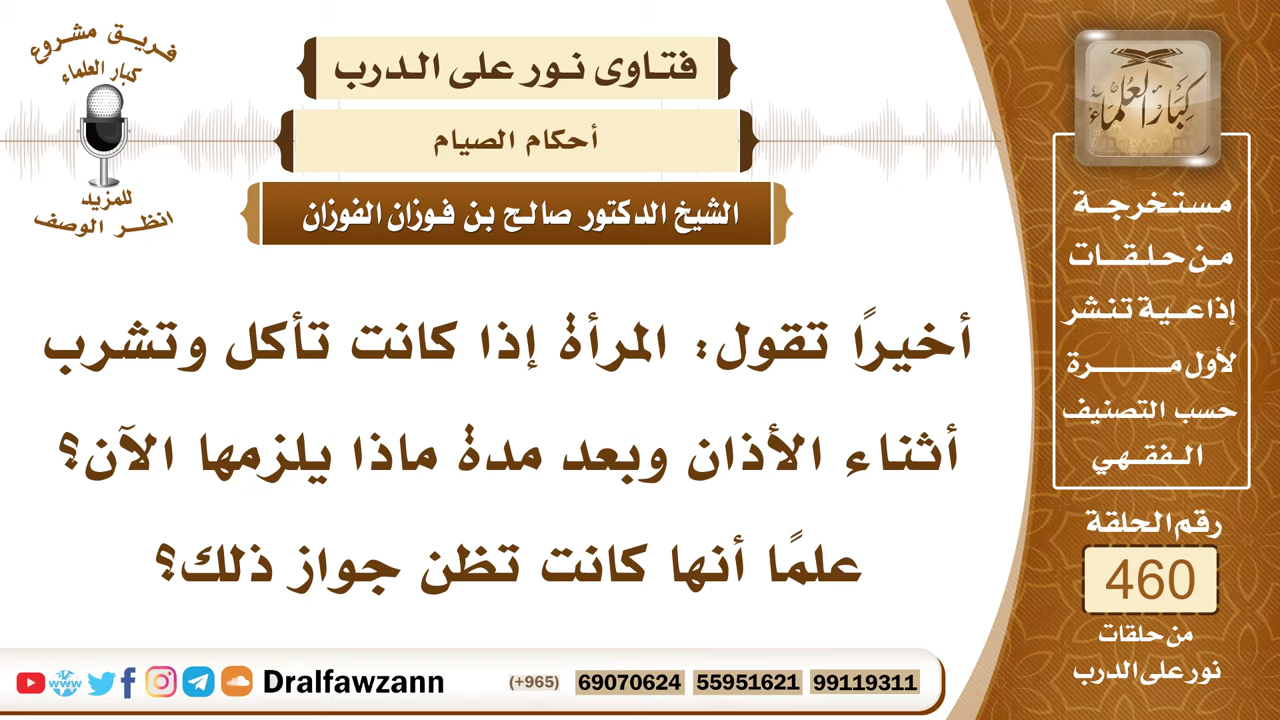 فريق مشروع
كبار العلماء
للمزيد
انظر الوصف
فتاوى نور على الدرب
أحكام الصيام
الشيخ الدكتور صالح بن فوزان الفوزان
أخيرًا تقول: المرأة إذا كانت تأكل وتشرب
أثناء الأذان وبعد مدة ماذا يلزمها الآن؟
علمًا أنها كانت تظن جواز ذلك؟
كبار العلماء
مستخرجة
من حلقات
إذاعية تنشر
لأول مرة
حسب التصنيف
الفقهي
رقم الحلقة
460
من حلقات
نور على الدرب
www Dralfawzann (+965) 69070624 55951621 99119311